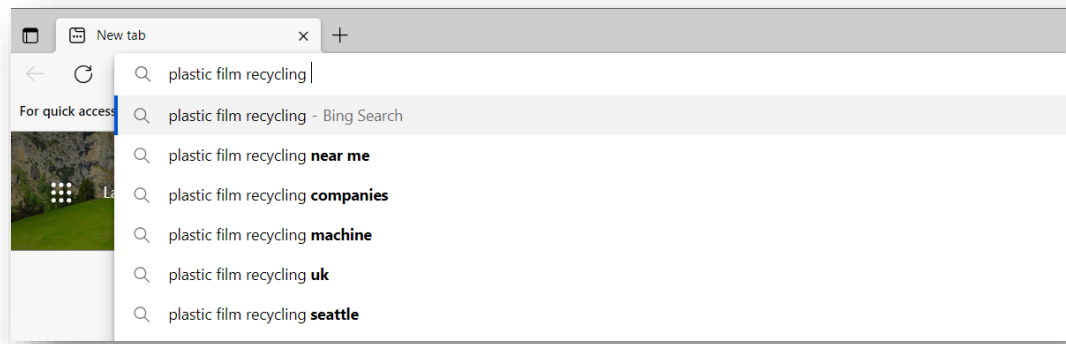 New tab
plastic film recycling
For quick access
plastic film recycling - Bing Search
plastic film recycling near me
La
plastic film recycling companies
plastic film recycling machine
plastic film recycling uk
plastic film recycling seattle